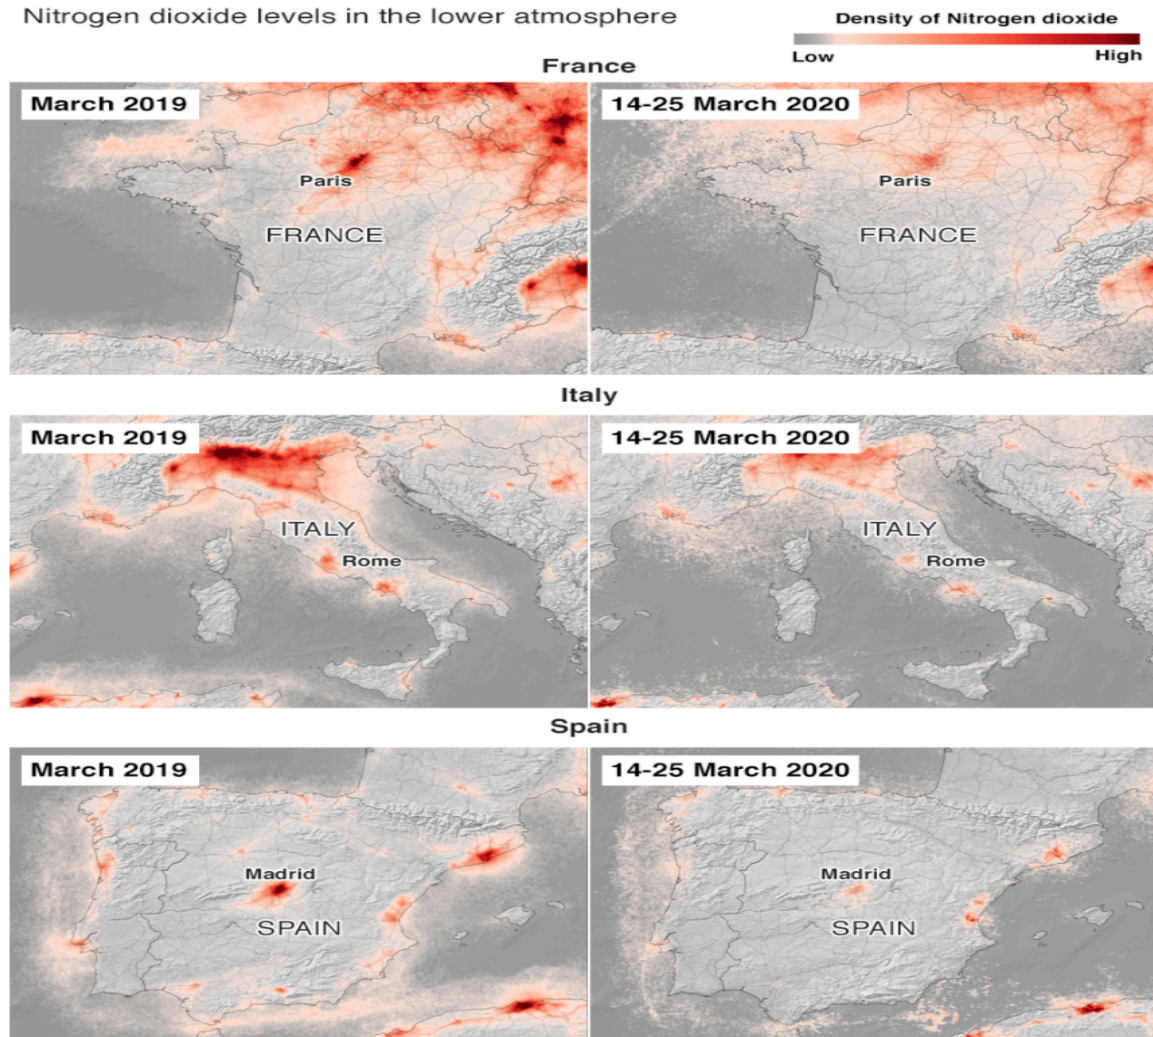 Nitrogen dioxide levels in the lower atmosphere
Density of Nitrogen dioxide
Low High
France
March 2019
Paris
FRANCE
14-25 March 2020
Paris
FRANCE
Italy
March 2019
ITALY
Rome
14-25 March 2020
ITALY
Rome
Spain
March 2019
Madrid
SPAIN
14-25 March 2020
Madrid
SPAIN